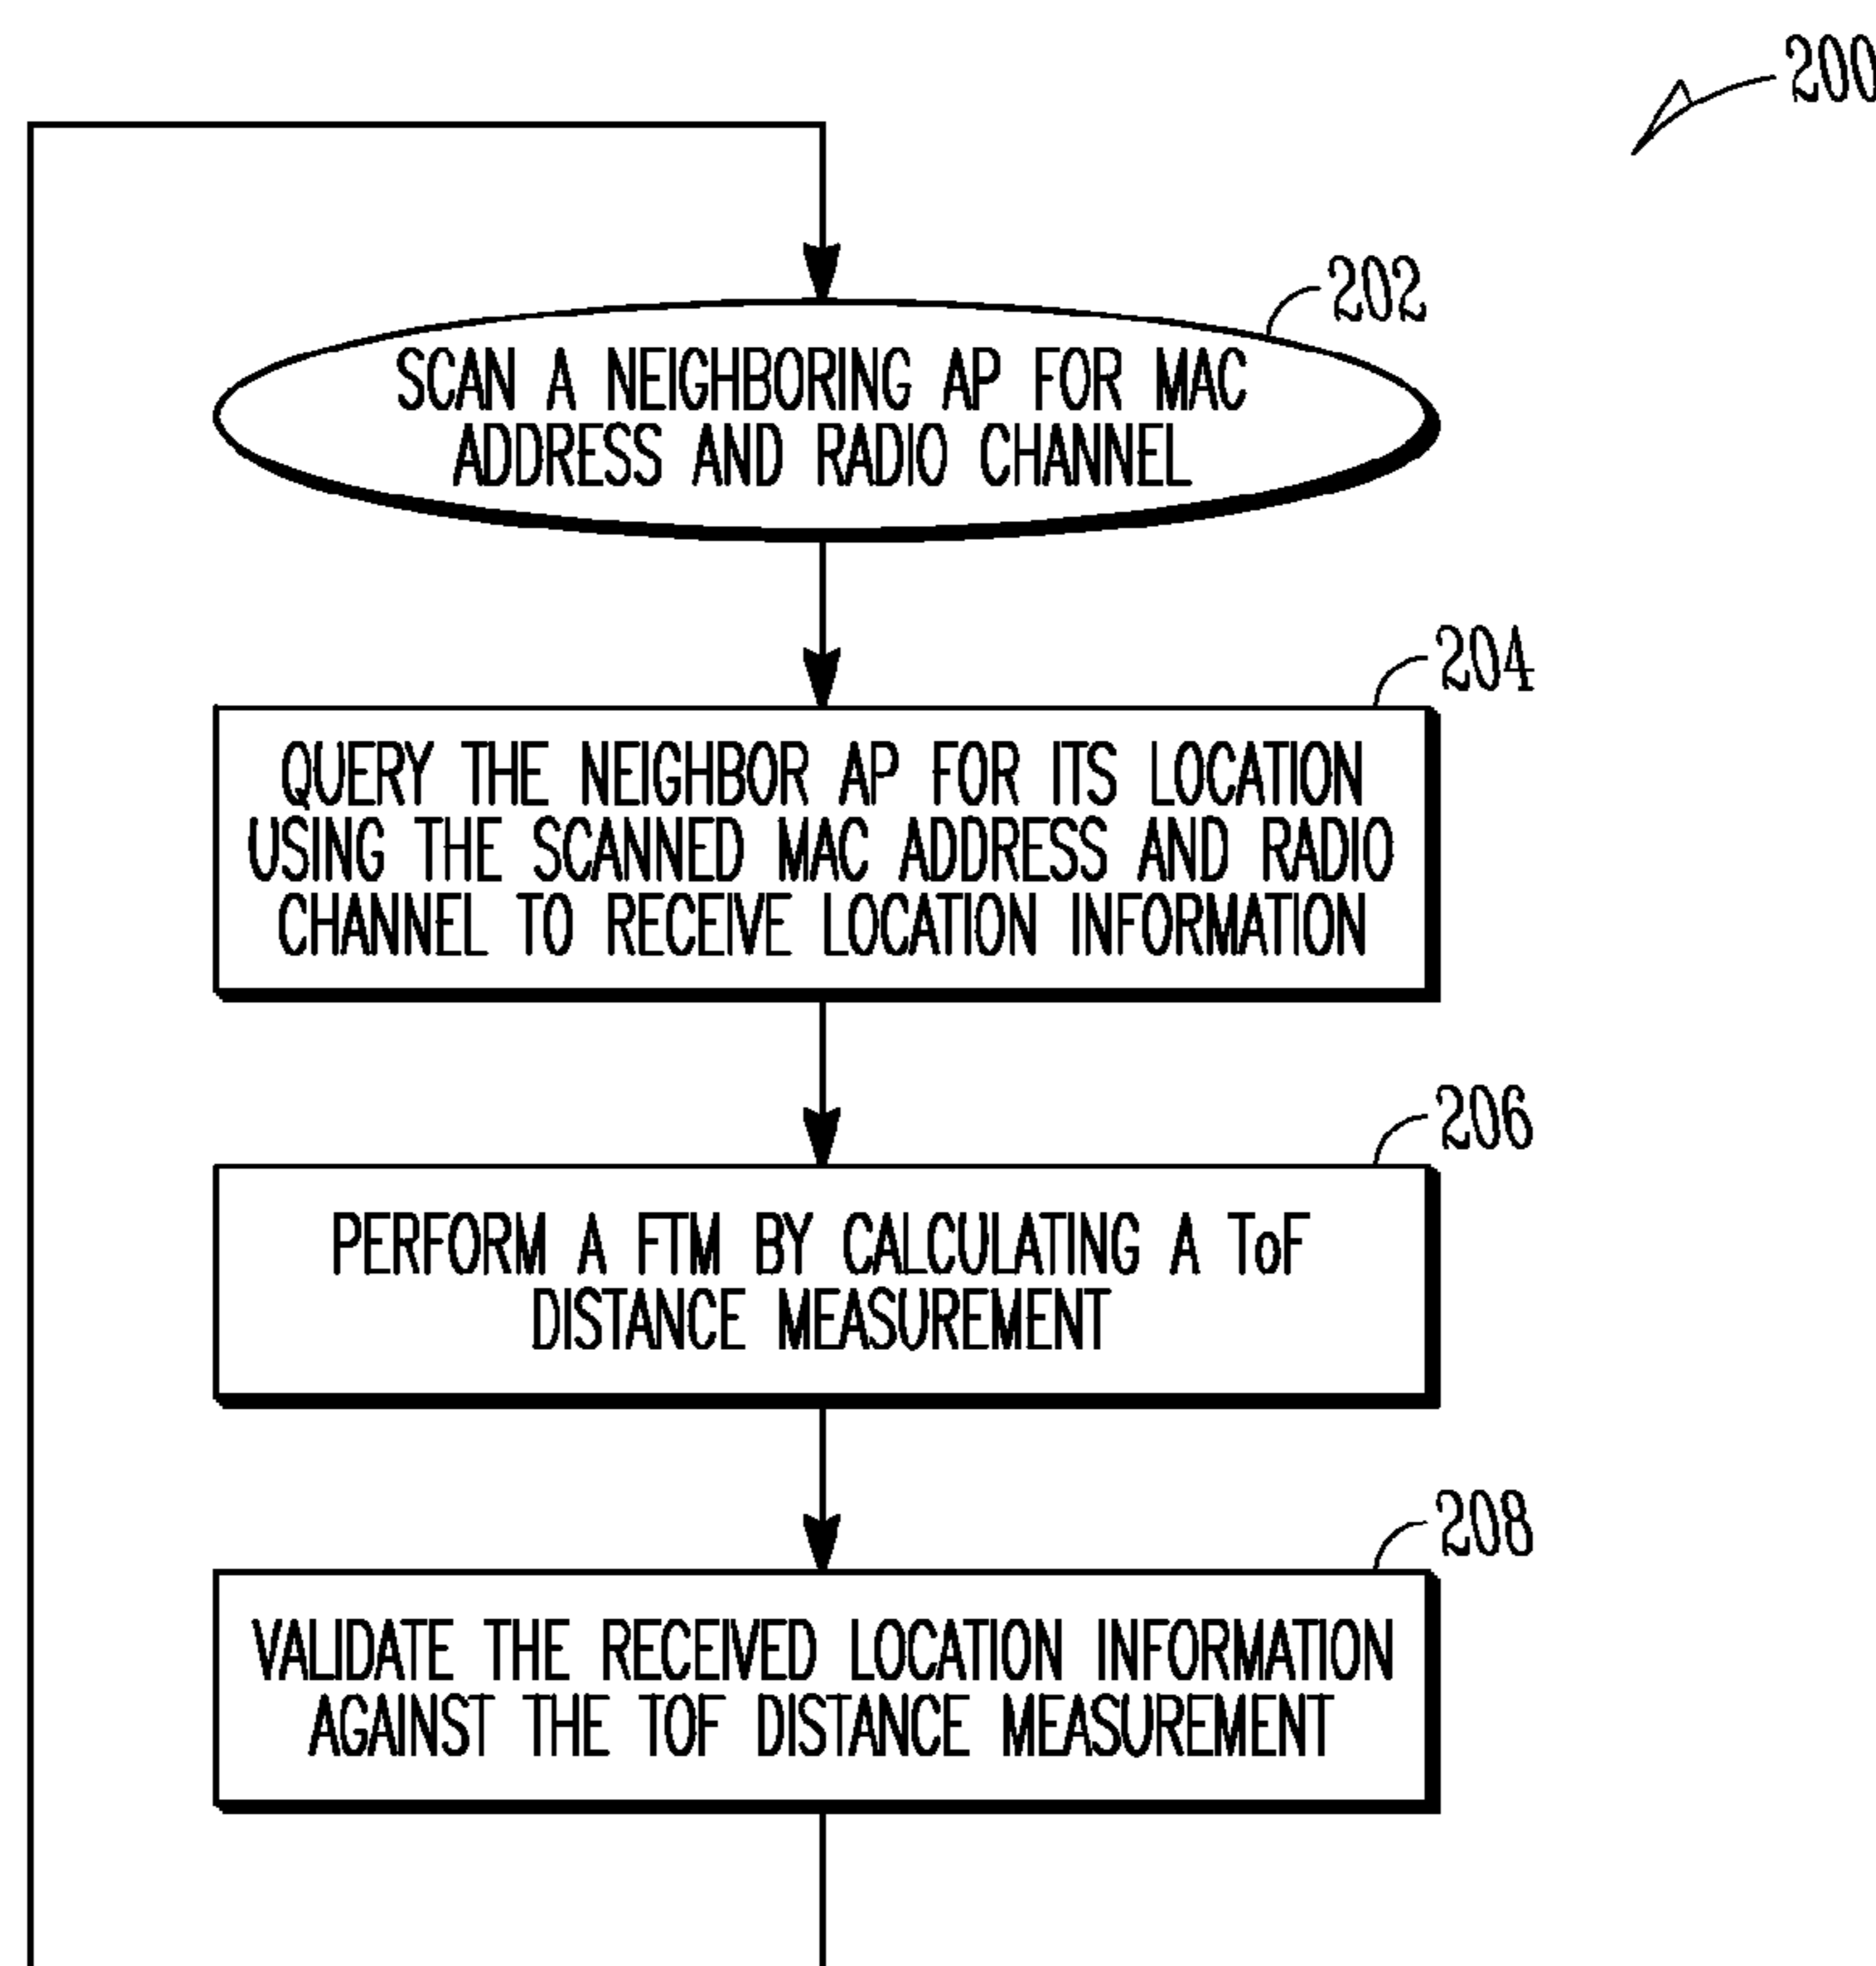 200
202
SCAN A NEIGHBORING AP FOR MAC
ADDRESS AND RADIO CHANNEL
204
QUERY THE NEIGHBOR AP FOR ITS LOCATION
USING THE SCANNED MAC ADDRESS AND RADIO
CHANNEL TO RECEIVE LOCATION INFORMATION
206
PERFORM A FTM BY CALCULATING A ToF
DISTANCE MEASUREMENT
208
VALIDATE THE RECEIVED LOCATION INFORMATION
AGAINST THE TOF DISTANCE MEASUREMENT